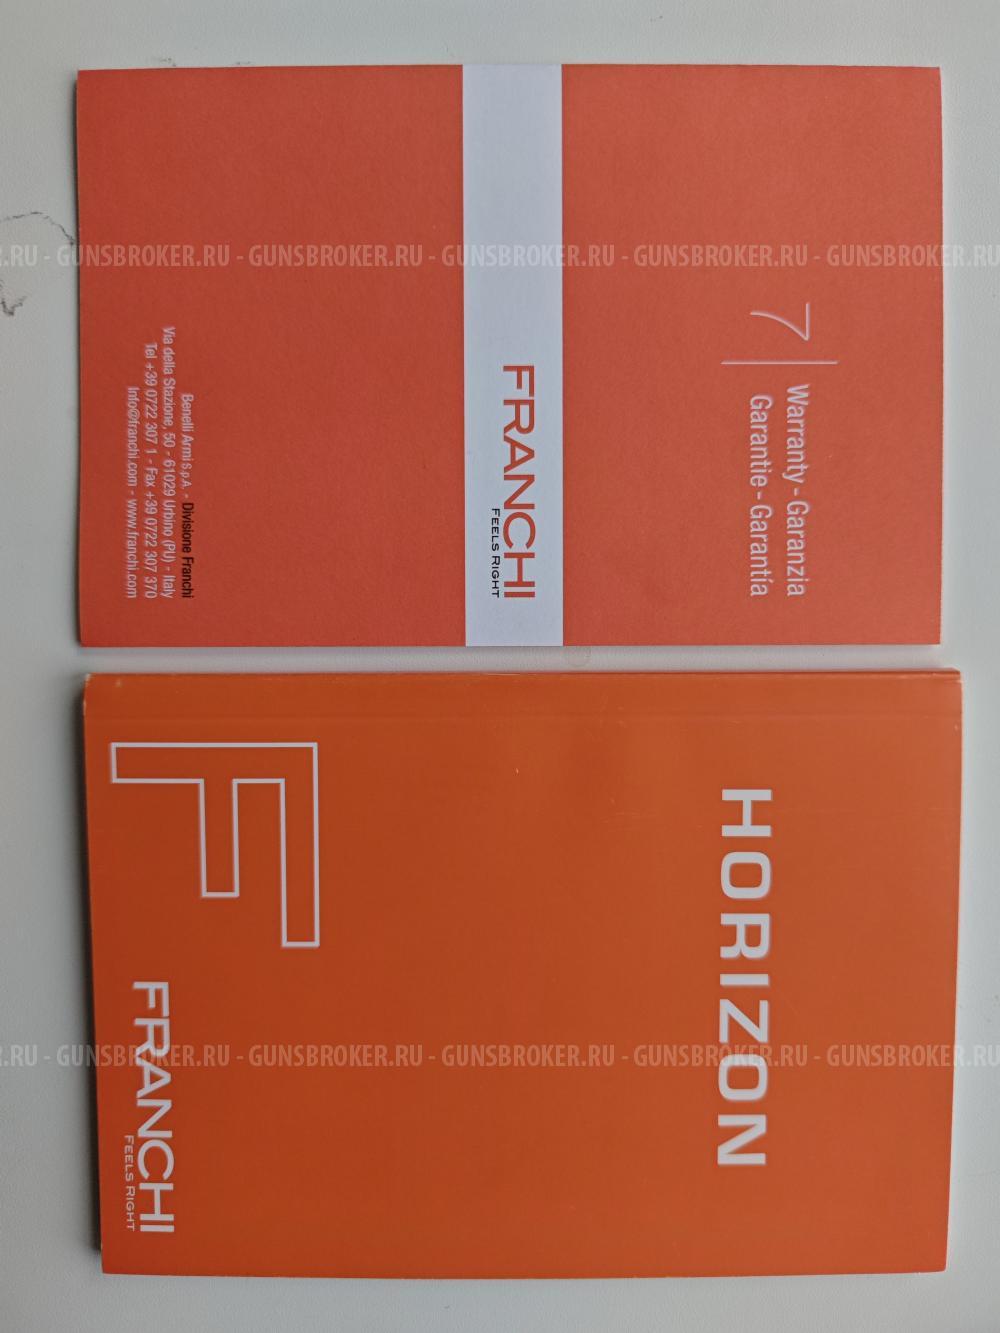 7
Warranty - Garanzia
Garantie - Garantía
FRANCHI
FEELS RIGHT
Benelli Armi S.p.A. - Divisione Franchi
Via della Stazione, 50 - 61029 Urbino (PU) - Italy
Tel +39 0722 307 1 - Fax +39 0722 307 370
Info@franchi.com - www.franchi.com
HORIZON
F
FRANCHI
FEELS RIGHT
.RU - GUNSBROKER.RU - GUNSBROKER.RU - GUNSBROKER.RU - GUNSBROKER.RU - GUNSBROKER
.RU - GUNSBROKER.RU - GUNSBROKER.RU - GUNSBROKER.RU - GUNSBROKER.RU - GUNSBROKER